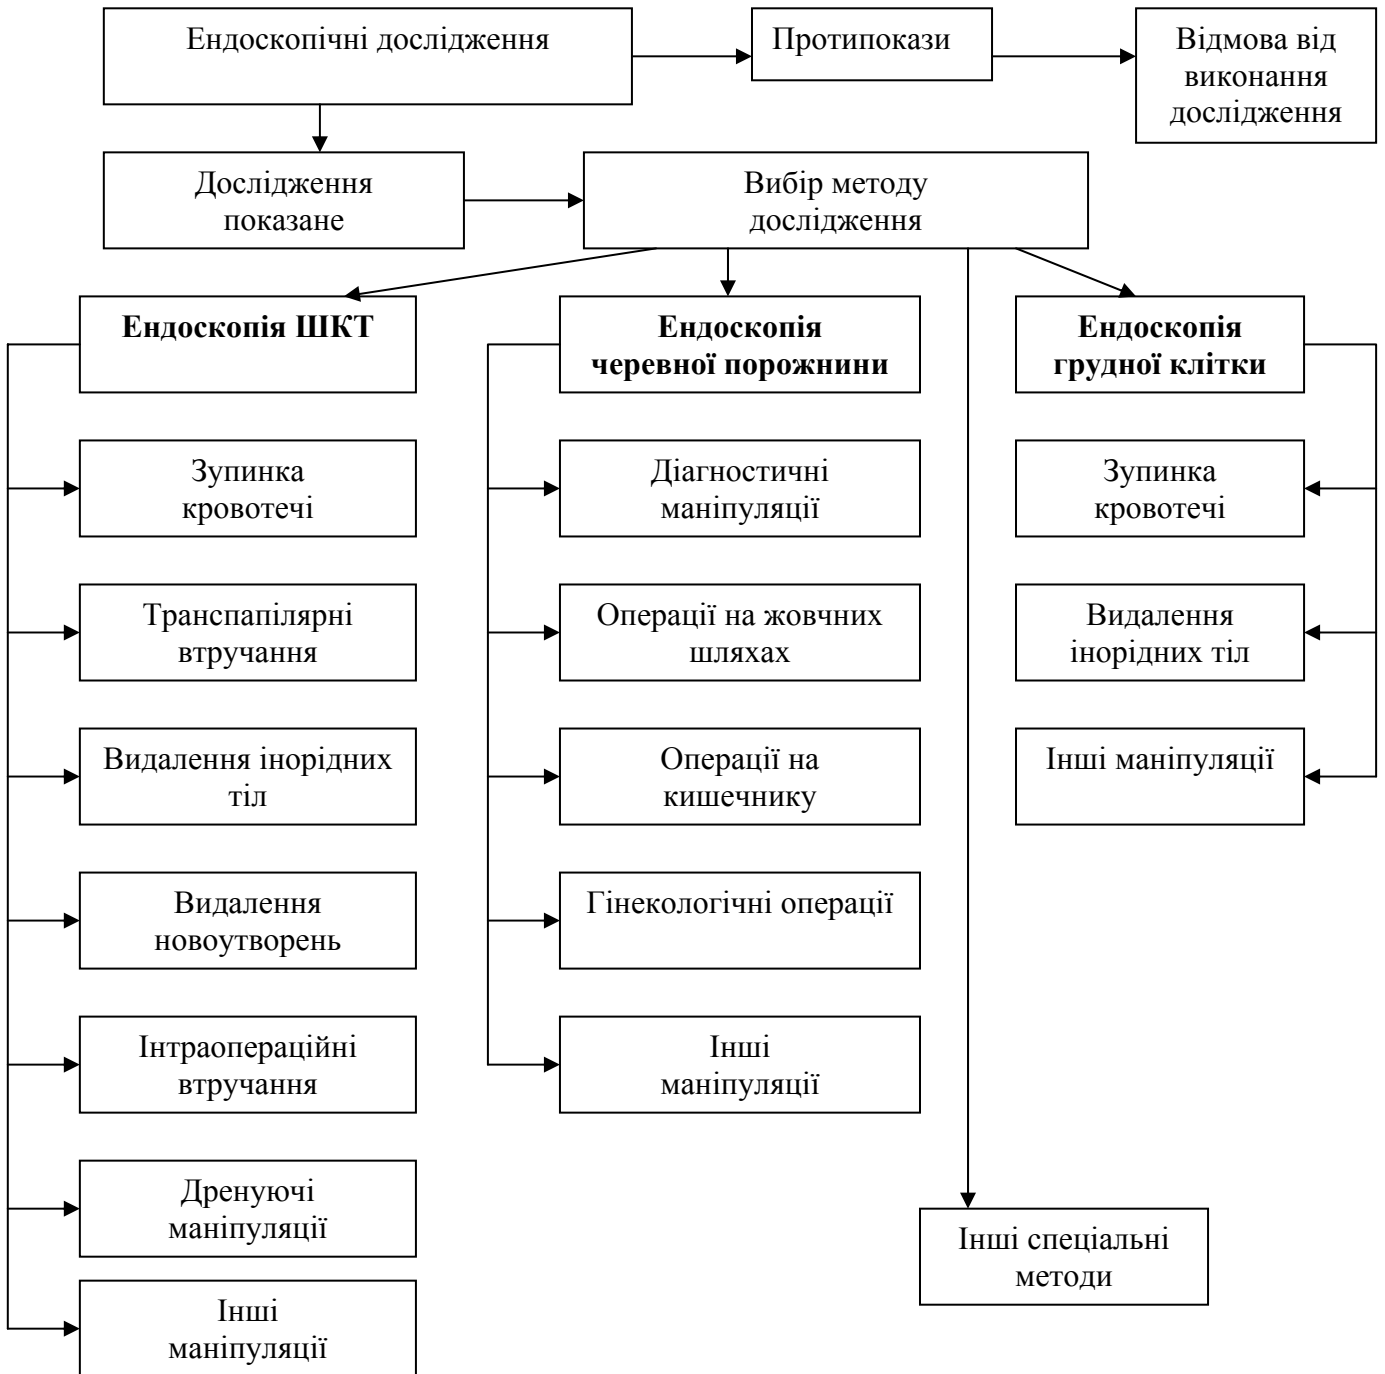 Ендоскопічні дослідження
Протипокази
Відмова від
виконання
дослідження
Дослідження
показане
Вибір методу
дослідження
Ендоскопія ШКТ
Ендоскопія
черевної порожнини
Ендоскопія
грудної клітки
Зупинка
кровотечі
Діагностичні
маніпуляції
Зупинка
кровотечі
Транспапілярні
втручання
Операції на жовчних
шляхах
Видалення
інорідних тіл
Видалення інорідних
тіл
Операції на
кишечнику
Інші маніпуляції
Видалення
новоутворень
Гінекологічні операції
Інтраопераційні
втручання
Інші
маніпуляції
Дренуючі
маніпуляції
Інші спеціальні
методи
Інші
маніпуляції